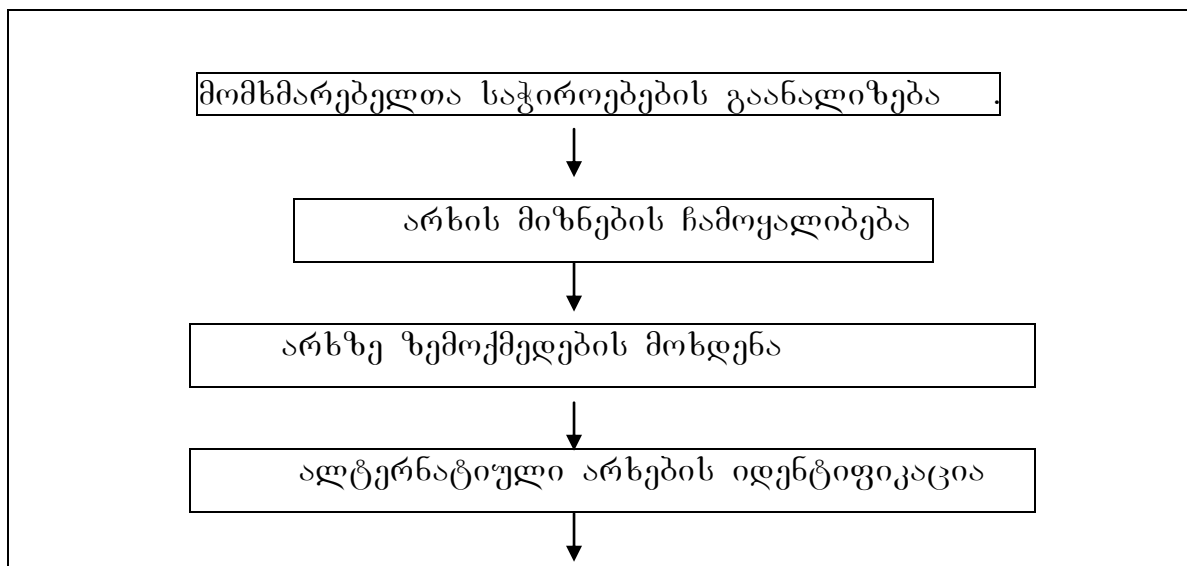 მომხმარებელთა საჭიროებების გაანალიზება .
არხის მიზნების ჩამოყალიბება
არხზე ზემოქმედების მოხდენა
ალტერნატიული არხების იდენტიფიკაცია